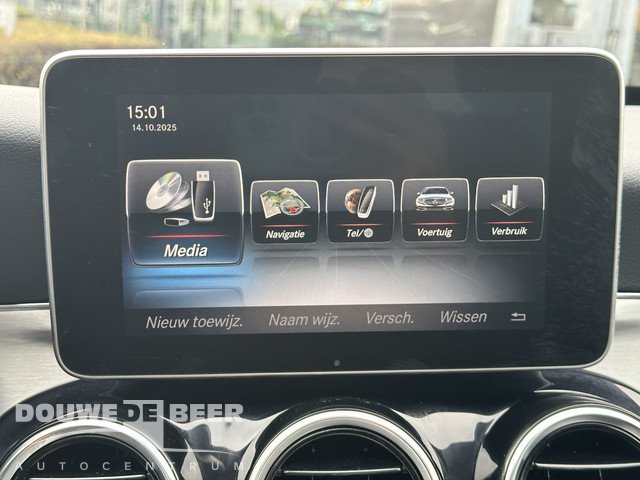 15:01
14.10.2025
Media
Navigatie
Tel/
Voertuig
Verbruik
Nieuw toewijz. Naam wijz. Versch. Wissen
DOUWE DE BEER
AUTOCENTRUM